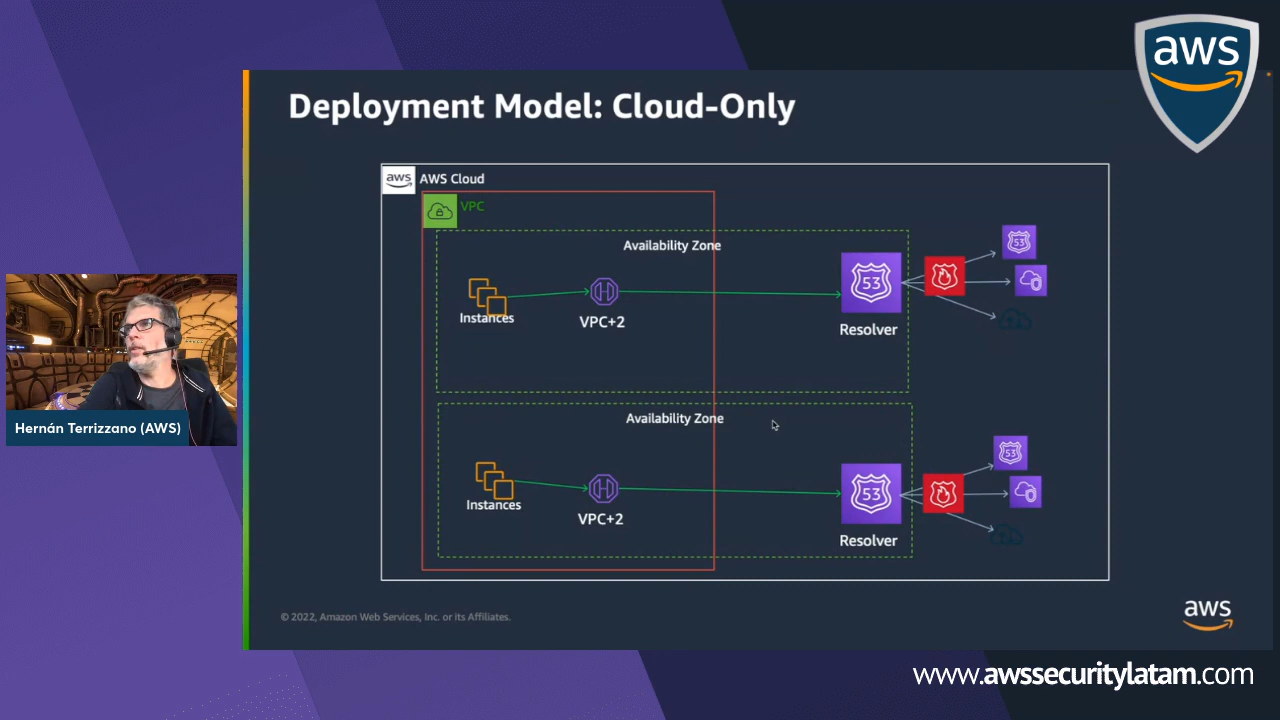 aws
Deployment Model: Cloud-Only
aws
AWS Cloud
VPC
Availability Zone
Instances
VPC+2
53
Resolver
53
Availability Zone
Instances
VPC+2
53
Resolver
53
Hernán Terrizzano (AWS)
© 2022, Amazon Web Services, Inc. or its Affiliates.
aws
www.awssecuritylatam.com